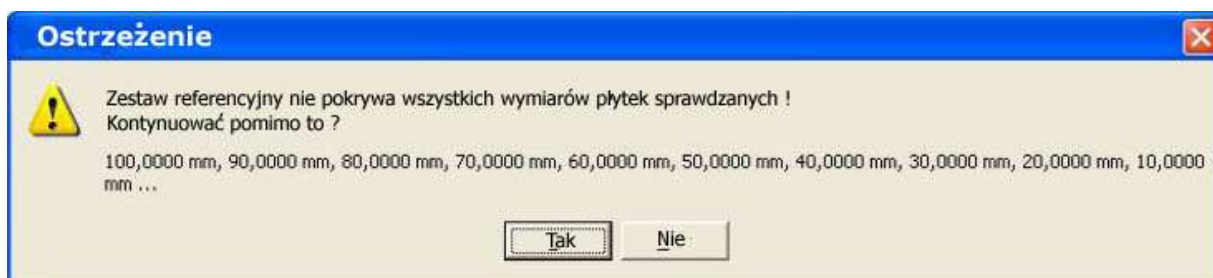 Ostrzeżenie
Zestaw referencyjny nie pokrywa wszystkich wymiarów płytek sprawdzanych !
Kontynuować pomimo to ?
100,0000 mm, 90,0000 mm, 80,0000 mm, 70,0000 mm, 60,0000 mm, 50,0000 mm, 40,0000 mm, 30,0000 mm, 20,0000 mm, 10,0000
mm ...
Tak Nie